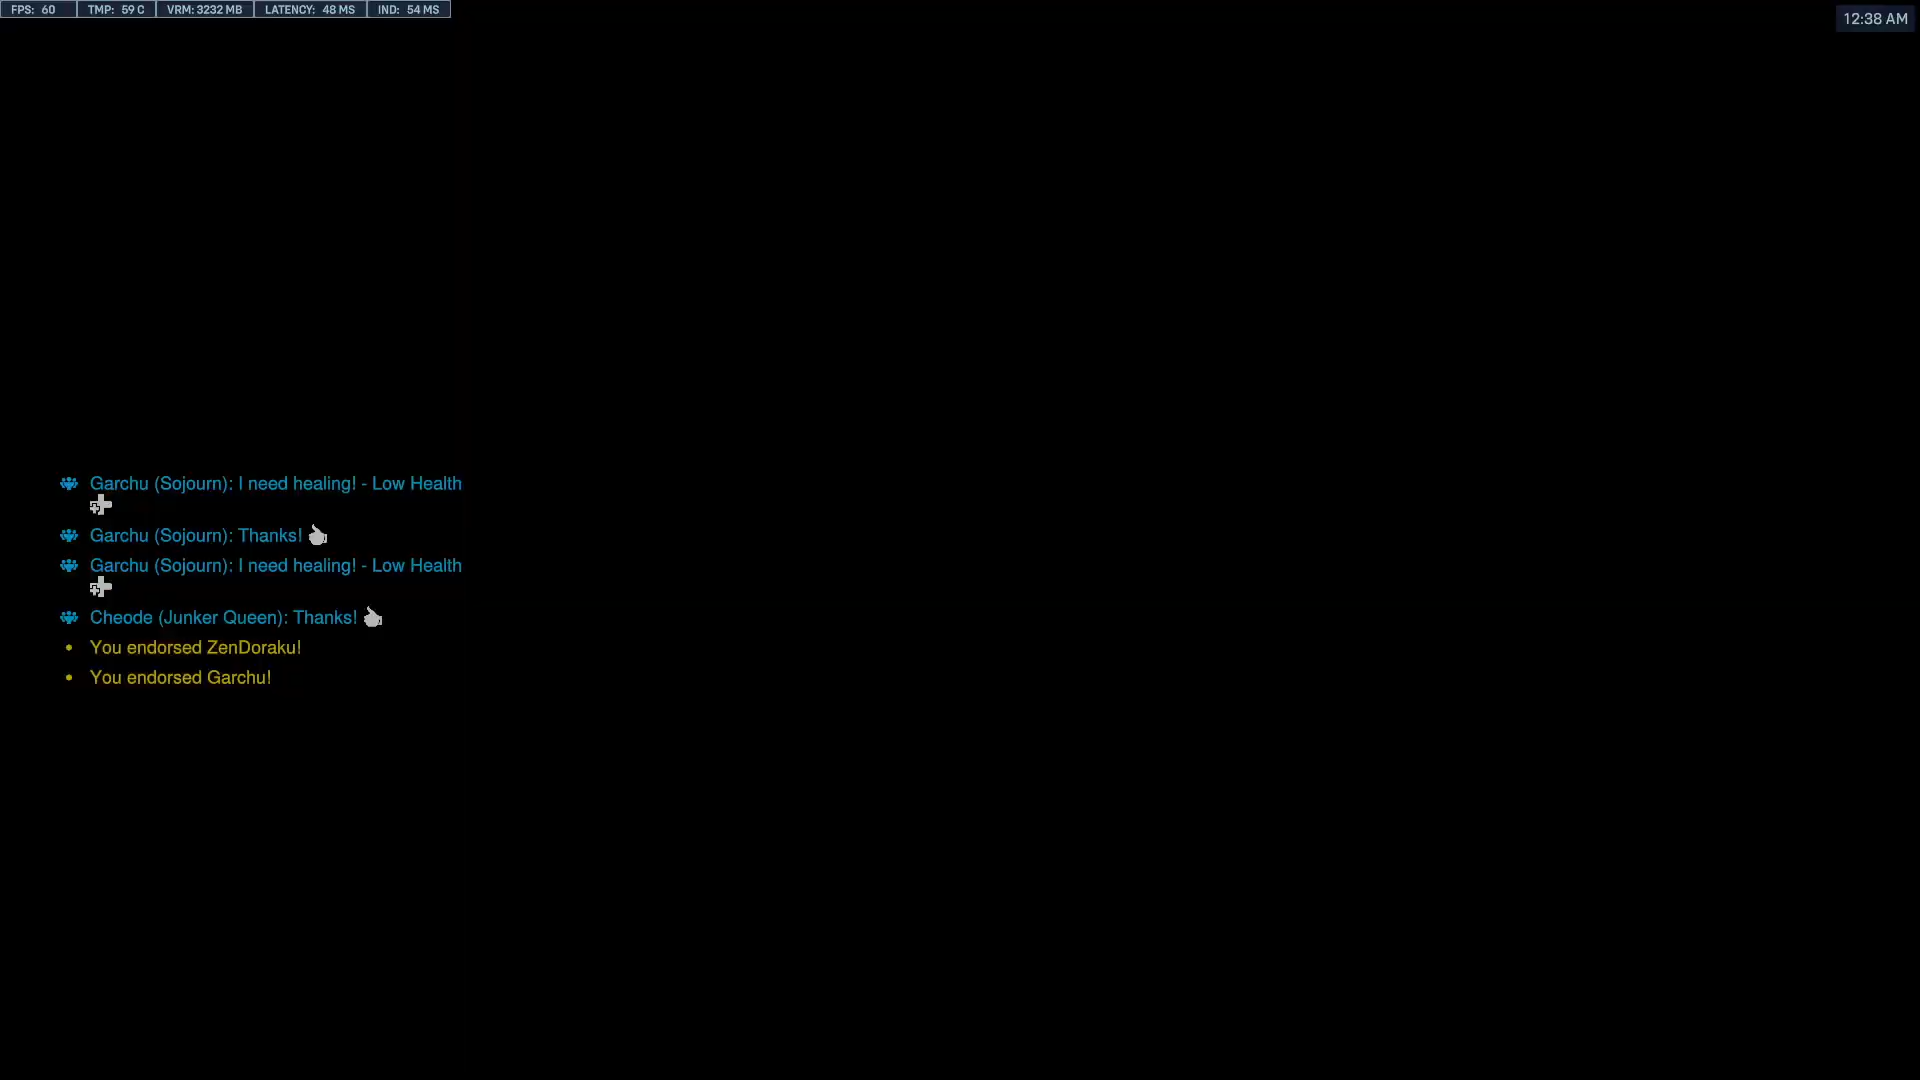 FPS: 60 TMP: 59 C VRM: 3232 MB LATENCY: 48 MS IND: 54 MS
12:38 AM
Garchu (Sojourn): I need healing! - Low Health
Garchu (Sojourn): Thanks!
Garchu (Sojourn): I need healing! - Low Health
Cheode (Junker Queen): Thanks!
You endorsed ZenDoraku!
You endorsed Garchu!